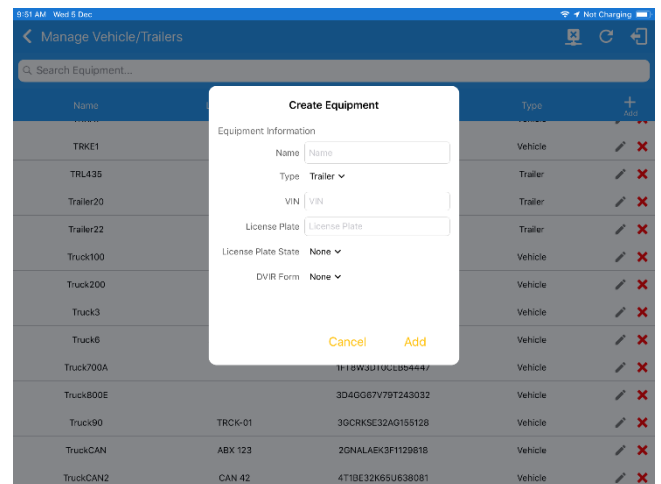 9:51 AM Wed 5 Dec Not Charging
Manage Vehicle/Trailers
Search Equipment...
Name Type Add
Create Equipment
Equipment Information
Name Name
Type Trailer
VIN VIN
License Plate License Plate
License Plate State None
DVIR Form None
Cancel Add
TRKE1 Vehicle
TRL435 Trailer
Trailer20 Trailer
Trailer22 Trailer
Truck100 Vehicle
Truck200 Vehicle
Truck3 Vehicle
Truck6 Vehicle
Truck700A Vehicle
Truck800E 3D4GG67V79T243032 Vehicle
Truck90 TRCK-01 3GCRKSE32AG155128 Vehicle
TruckCAN ABX 123 2GNALAEK3F1129818 Vehicle
TruckCAN2 CAN 42 4T1BE32K65U638081 Vehicle